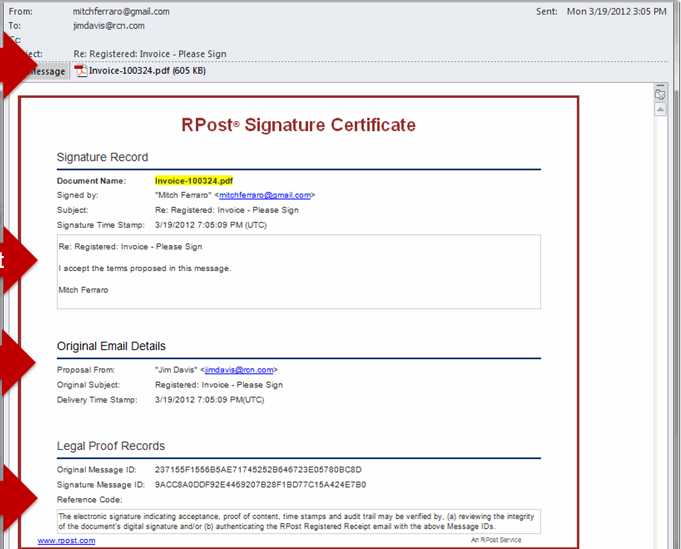 From: mitchferraro@gmail.com Sent: Mon 3/19/2012 3:05 PM
To: jimdavis@rcn.com
Cc:
ject: Re: Registered: Invoice - Please Sign
Message Invoice-100324.pdf (605 KB)
RPost® Signature Certificate
Signature Record
Document Name: Invoice-100324.pdf
Signed by: "Mitch Ferraro" <mitchferraro@gmail.com>
Subject: Re: Registered: Invoice - Please Sign
Signature Time Stamp: 3/19/2012 7:05:09 PM (UTC)
Re: Registered: Invoice - Please Sign
I accept the terms proposed in this message.
Mitch Ferraro
t
Original Email Details
Proposal From: "Jim Davis" <jimdavis@rcn.com>
Original Subject: Registered: Invoice - Please Sign
Delivery Time Stamp: 3/19/2012 7:05:09 PM(UTC)
Legal Proof Records
Original Message ID: 237155F1556B5AE71745252B646723E05780BC8D
Signature Message ID: 9ACC8A0DDF92E4469207B28F1BD77C15A424E7B0
Reference Code:
The electronic signature indicating acceptance, proof of content, time stamps and audit trail may be verified by, (a) reviewing the integrity
of the document's digital signature and/or (b) authenticating the RPost Registered Receipt email with the above Message IDs.
www.rpost.com An RPost Service